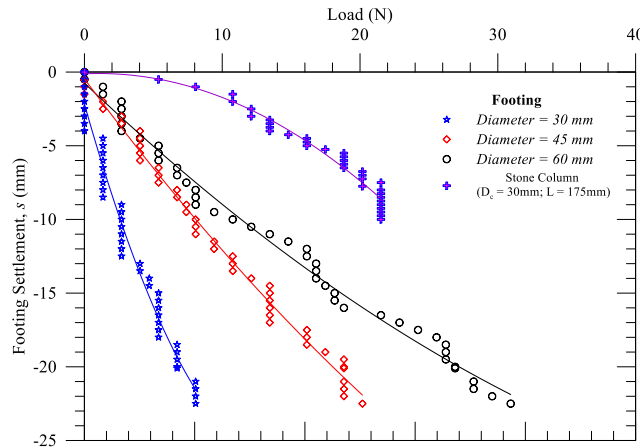 Load (N)
0 10 20 30 40
0
-5
-10
-15
-20
-25
Footing Settlement, s (mm)
Footing
Diameter = 30 mm
Diameter = 45 mm
Diameter = 60 mm
Stone Column
(Dc = 30mm; L = 175mm)